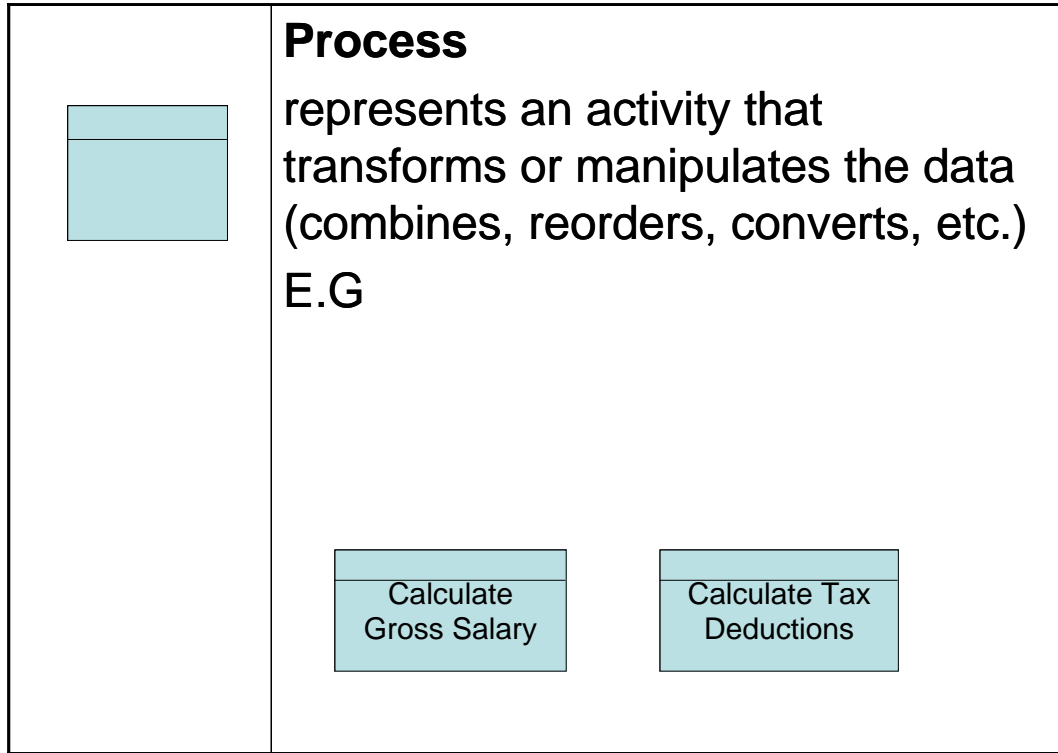 Process
represents an activity that
transforms or manipulates the data
(combines, reorders, converts, etc.)
E.G
Calculate
Gross Salary
Calculate Tax
Deductions